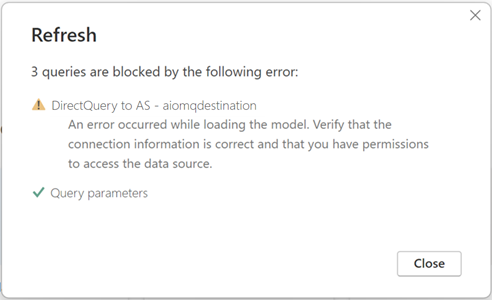 Refresh
3 queries are blocked by the following error:
DirectQuery to AS - aiomqdestination
An error occurred while loading the model. Verify that the
connection information is correct and that you have permissions
to access the data source.
Query parameters
Close